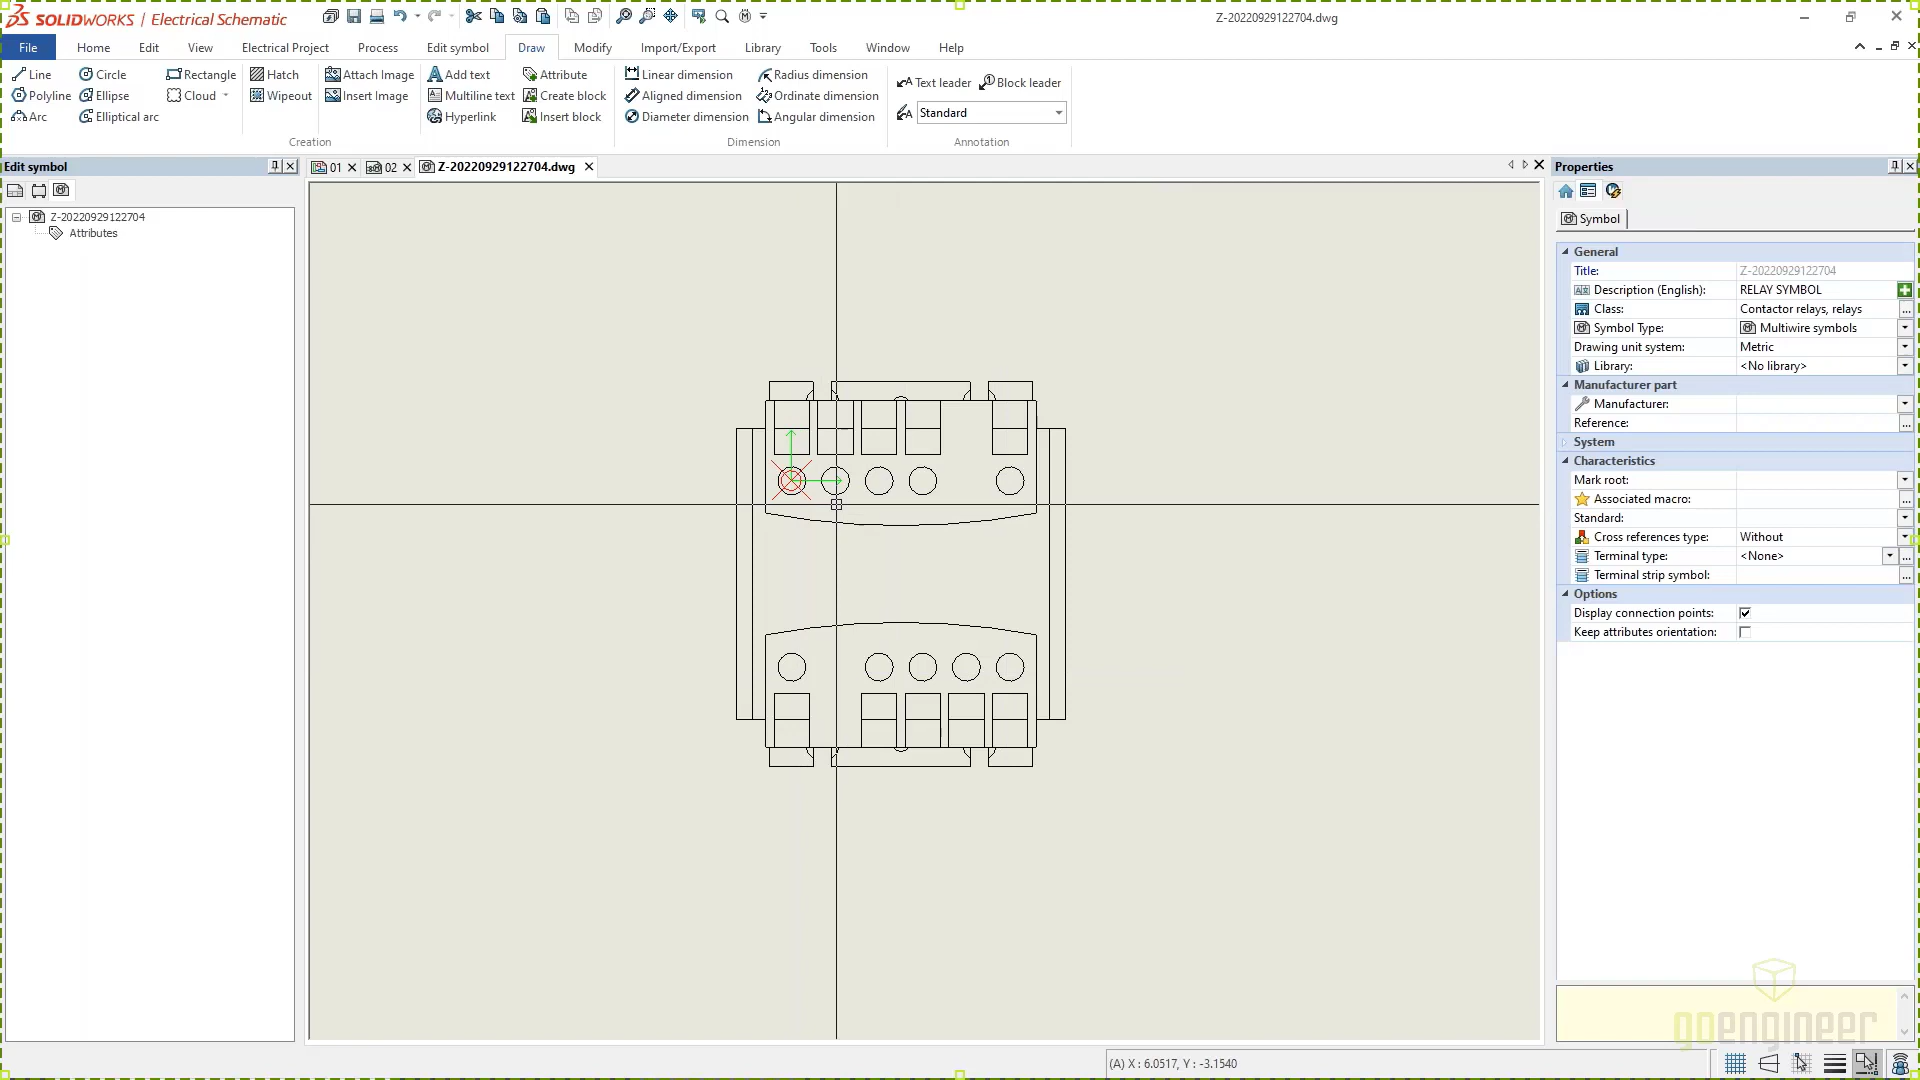 SOLIDWORKS | Electrical Schematic
Z-20220929122704.dwg
File
Home
Edit
View
Electrical Project
Process
Edit symbol
Draw
Modify
Import/Export
Library
Tools
Window
Help
Line
Circle
Rectangle
Hatch
Attach Image
Add text
Attribute
Linear dimension
Radius dimension
Text leader
Block leader
Polyline
Ellipse
Cloud
Wipeout
Insert Image
Multiline text
Create block
Aligned dimension
Ordinate dimension
Arc
Elliptical arc
Hyperlink
Insert block
Diameter dimension
Angular dimension
Standard
Creation
Dimension
Annotation
Edit symbol
01
02
Z-20220929122704.dwg
Properties
Z-20220929122704
Attributes
Symbol
General
Title: Z-20220929122704
Description (English): RELAY SYMBOL
Class: Contactor relays, relays
Symbol Type: Multiwire symbols
Drawing unit system: Metric
Library: <No library>
Manufacturer part
Manufacturer:
Reference:
System
Characteristics
Mark root:
Associated macro:
Standard:
Cross references type: Without
Terminal type: <None>
Terminal strip symbol:
Options
Display connection points:
Keep attributes orientation:
goengineer
(A) X : 6.0517, Y : -3.1540